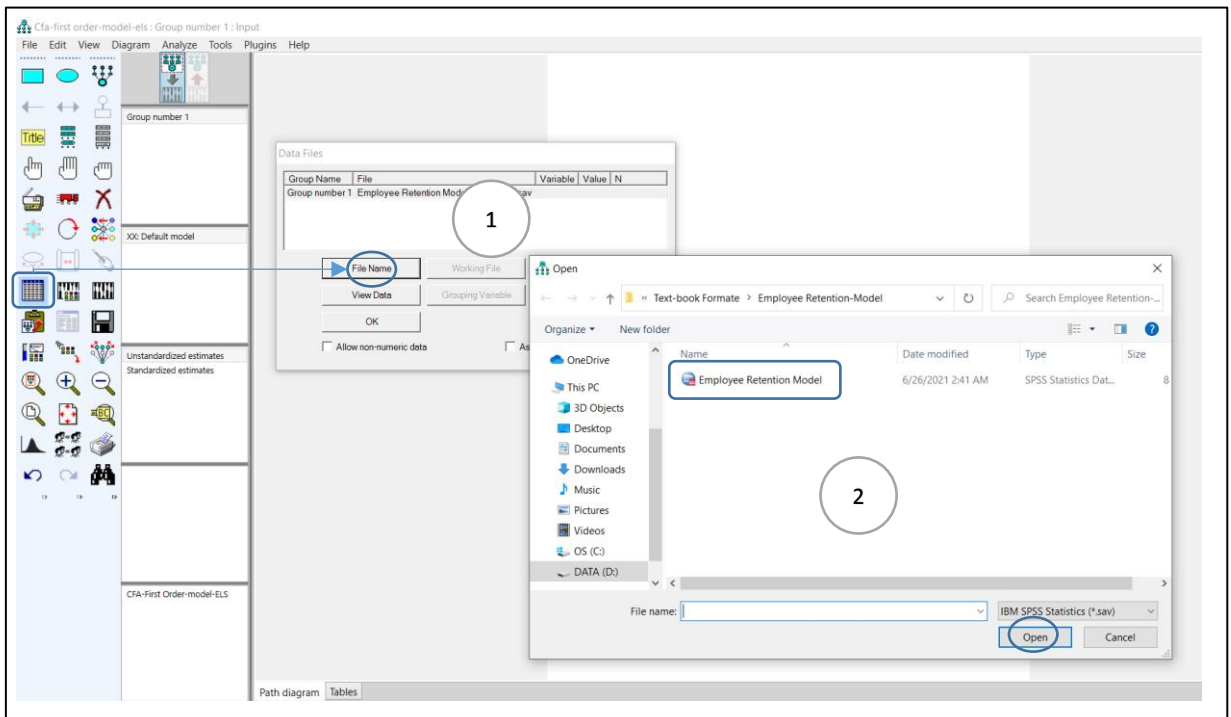 Cfa-first order-model-els : Group number 1 : Input
File Edit View Diagram Analyze Tools Plugins Help
Group number 1
Title
XX: Default model
Unstandardized estimates
Standardized estimates
CFA-First Order-model-ELS
Path diagram Tables
Data Files
Group Name File Variable Value N
Group number 1 Employee Retention Mod sav
1
File Name Working File
View Data Grouping Variable
OK
Allow non-numeric data As
Open
« Text-book Formate > Employee Retention-Model Search Employee Retention-...
Organize New folder
Name Date modified Type Size
Employee Retention Model 6/26/2021 2:41 AM SPSS Statistics Dat... 8
OneDrive
This PC
3D Objects
Desktop
Documents
Downloads
Music
Pictures
Videos
OS (C:)
DATA (D:)
2
File name: IBM SPSS Statistics (*.sav)
Open Cancel